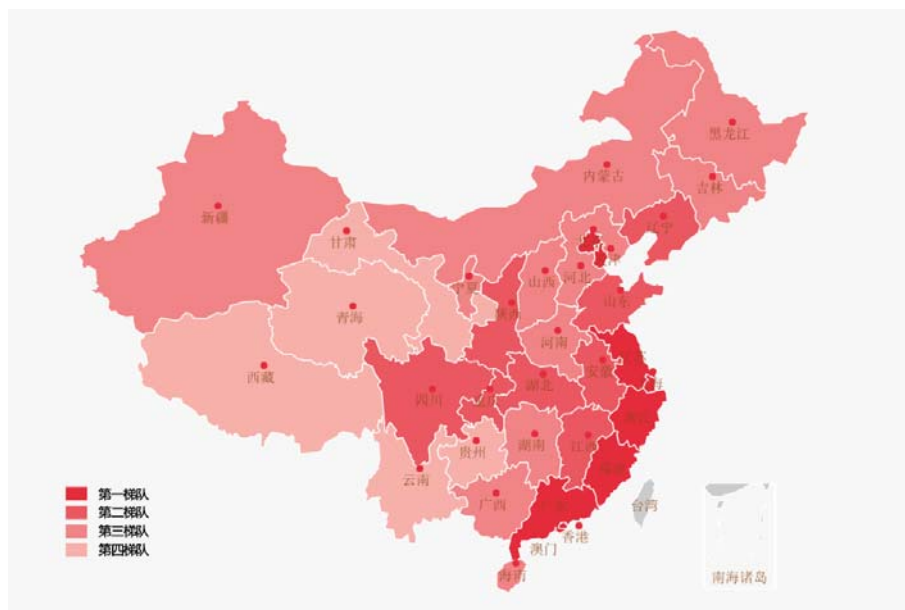 黑龙江
内蒙古
吉林
新疆
辽宁
甘肃
宁夏
山西
河北
山东
陕西
青海
河南
安徽
西藏
四川
湖北
湖南
江西
贵州
云南
广西
台湾
香港
澳门
海南
南海诸岛
第一梯队
第二梯队
第三梯队
第四梯队